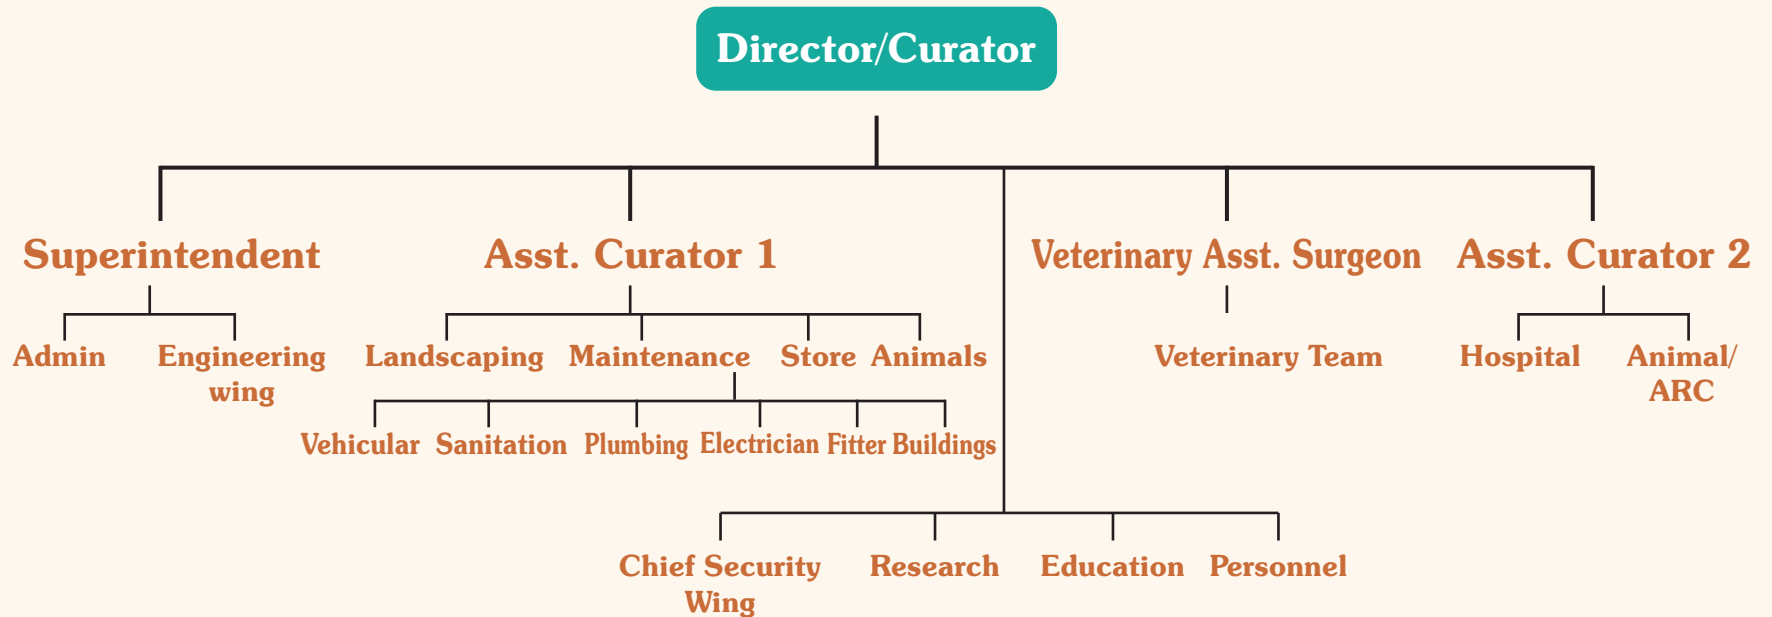 Director/Curator
Superintendent
Asst. Curator 1
Veterinary Asst. Surgeon
Asst. Curator 2
Admin
Engineering
wing
Landscaping
Maintenance
Store
Animals
Veterinary Team
Hospital
Animal/
ARC
Vehicular
Sanitation
Plumbing
Electrician
Fitter
Buildings
Chief Security
Wing
Research
Education
Personnel